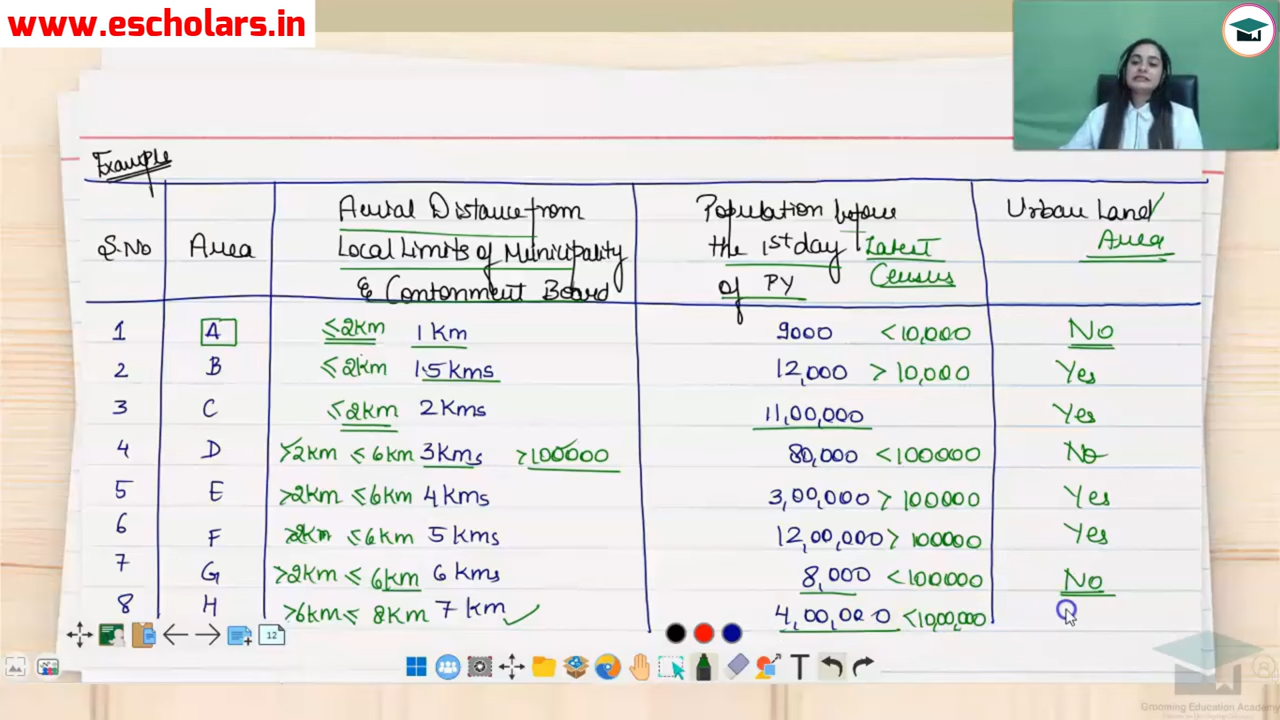 www.escholars.in
Example
S.No
Area
Aerial Distance from
Local Limits of Municipality
& Contonment Board
Population before
the 1st day
of PY
Latest
Census
Urban Land
Area
1 A ≤2km 1 Km 9000 <10,000 No
2 B ≤2km 1.5 kms 12,000 > 10,000 Yes
3 C ≤2km 2 Kms 11,00,000 Yes
4 D >2km ≤ 6km 3kms >100000 80,000 <100000 No
5 E >2km ≤6km 4 kms 3,00,000 > 100000 Yes
6 F >2km ≤6km 5 kms 12,00,000 > 100000 Yes
7 G >2km ≤ 6km 6 kms 8,000 <100000 No
8 H >6km ≤ 8km 7 km 4,00,000 <10,00,000
12
T
Grooming Education Academy